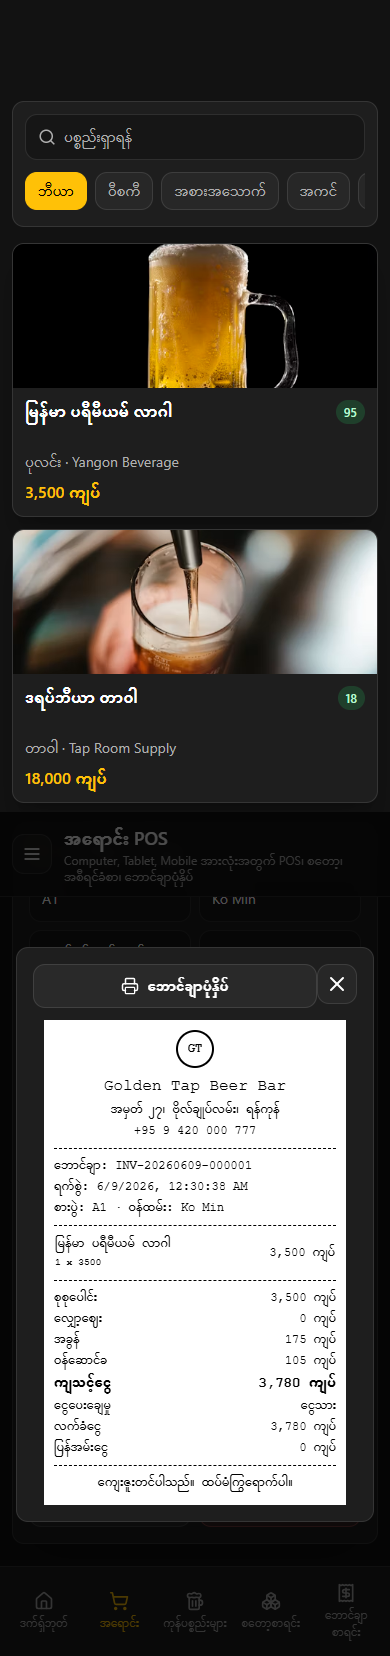 ပစ္စည်းရှာရန်
ဘီယာ
ဝီစကီ
အစားအသောက်
အကင်
မြန်မာ ပရီမီယမ် လာဂါ
95
ပုလင်း · Yangon Beverage
3,500 ကျပ်
ဒရပ်ဘီယာ တာဝါ
18
တာဝါ · Tap Room Supply
18,000 ကျပ်
အရောင်း POS
Computer, Tablet, Mobile အားလုံးအတွက် POS၊ စတော့၊
အစီရင်ခံစာ၊ ဘောင်ချာပုံနှိပ်
A1
Ko Min
ဘောင်ချာပုံနှိပ်
GT
Golden Tap Beer Bar
အမှတ် ၂၇၊ ဗိုလ်ချုပ်လမ်း၊ ရန်ကုန်
+95 9 420 000 777
ဘောင်ချာ: INV-20260609-000001
ရက်စွဲ: 6/9/2026, 12:30:38 AM
စားပွဲ: A1 · ဝန်ထမ်း: Ko Min
မြန်မာ ပရီမီယမ် လာဂါ
1 x 3500
3,500 ကျပ်
စုစုပေါင်း 3,500 ကျပ်
လျှော့ဈေး 0 ကျပ်
အခွန် 175 ကျပ်
ဝန်ဆောင်ခ 105 ကျပ်
ကျသင့်ငွေ 3,780 ကျပ်
ငွေပေးချေမှု ငွေသား
လက်ခံငွေ 3,780 ကျပ်
ပြန်အမ်းငွေ 0 ကျပ်
ကျေးဇူးတင်ပါသည်။ ထပ်မံကြွရောက်ပါ။
ဒက်ရှ်ဘုတ်
အရောင်း
ကုန်ပစ္စည်းများ
စတော့စာရင်း
ဘောင်ချာ
စာရင်း